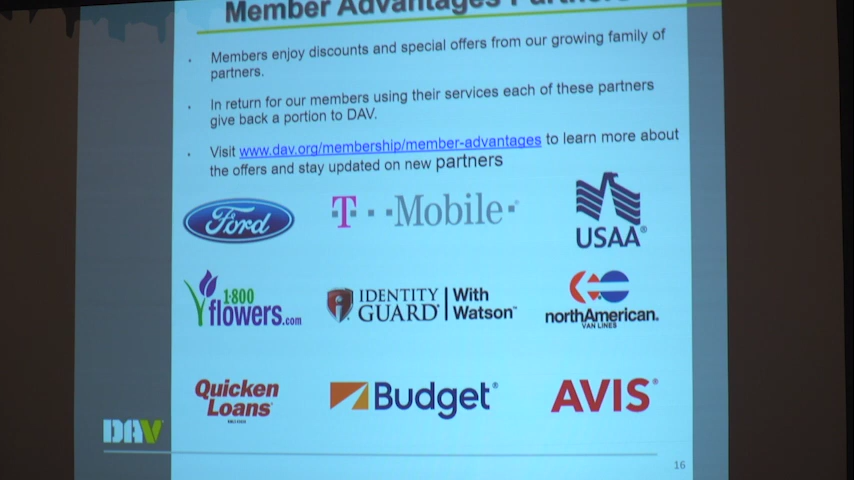 Member Advantages Partn
Members enjoy discounts and special offers from our growing family of
partners.
In return for our members using their services each of these partners
give back a portion to DAV.
Visit www.dav.org/membership/member-advantages to learn more about
the offers and stay updated on new partners
Ford
T··Mobile·
USAA®
1·800
flowers.com
IDENTITY
GUARD®
With
Watson™
northAmerican®
VAN LINES
Quicken
Loans
Budget®
AVIS®
DAV
16